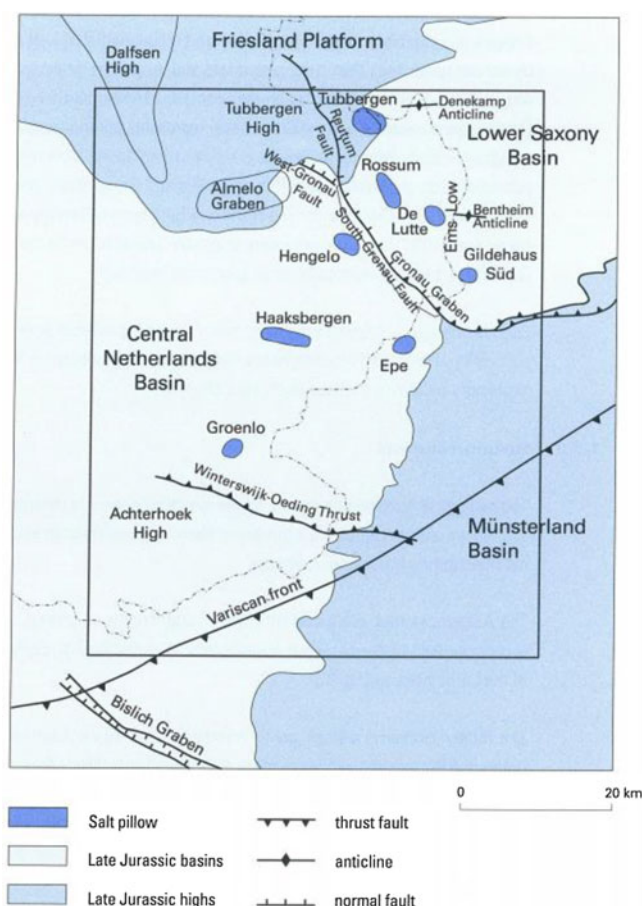 Friesland Platform
Dalfsen
High
Tubbergen
Denekamp
Anticline
Tubbergen
High
Reutum
Fault
Lower Saxony
Basin
Rossum
West-Gronau
Fault
Almelo
Graben
De
Lutte
Ems Low
Bentheim
Anticline
South Gronau Fault
Hengelo
Gronau Graben
Gildehaus
Süd
Haaksbergen
Central
Netherlands
Basin
Epe
Groenlo
Winterswijk-Oeding Thrust
Achterhoek
High
Münsterland
Basin
Variscan front
Bislich Graben
0
20 km
Salt pillow
thrust fault
Late Jurassic basins
anticline
Late Jurassic highs
normal fault